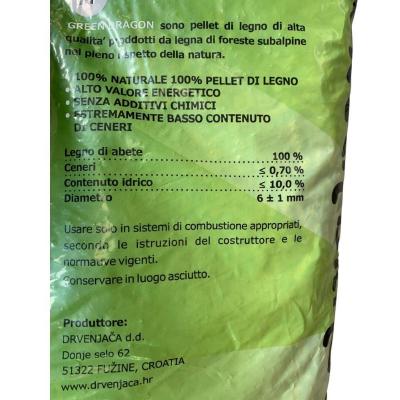 GREEN DRAGON sono pellet di legno di alta
qualita' prodotti da legna di foreste subalpine
nel pieno rispetto della natura.
• 100% NATURALE 100% PELLET DI LEGNO
• ALTO VALORE ENERGETICO
• SENZA ADDITIVI CHIMICI
• ESTREMAMENTE BASSO CONTENUTO
DI CENERI
Legno di abete 100 %
Ceneri ≤ 0,70 %
Contenuto idrico ≤ 10,0 %
Diametro 6 ± 1 mm
Usare solo in sistemi di combustione appropriati,
secondo le istruzioni del costruttore e le
normative vigenti.
Conservare in luogo asciutto.
Produttore:
DRVENJAČA d.d.
Donje selo 62
51322 FUŽINE, CROATIA
www.drvenjaca.hr